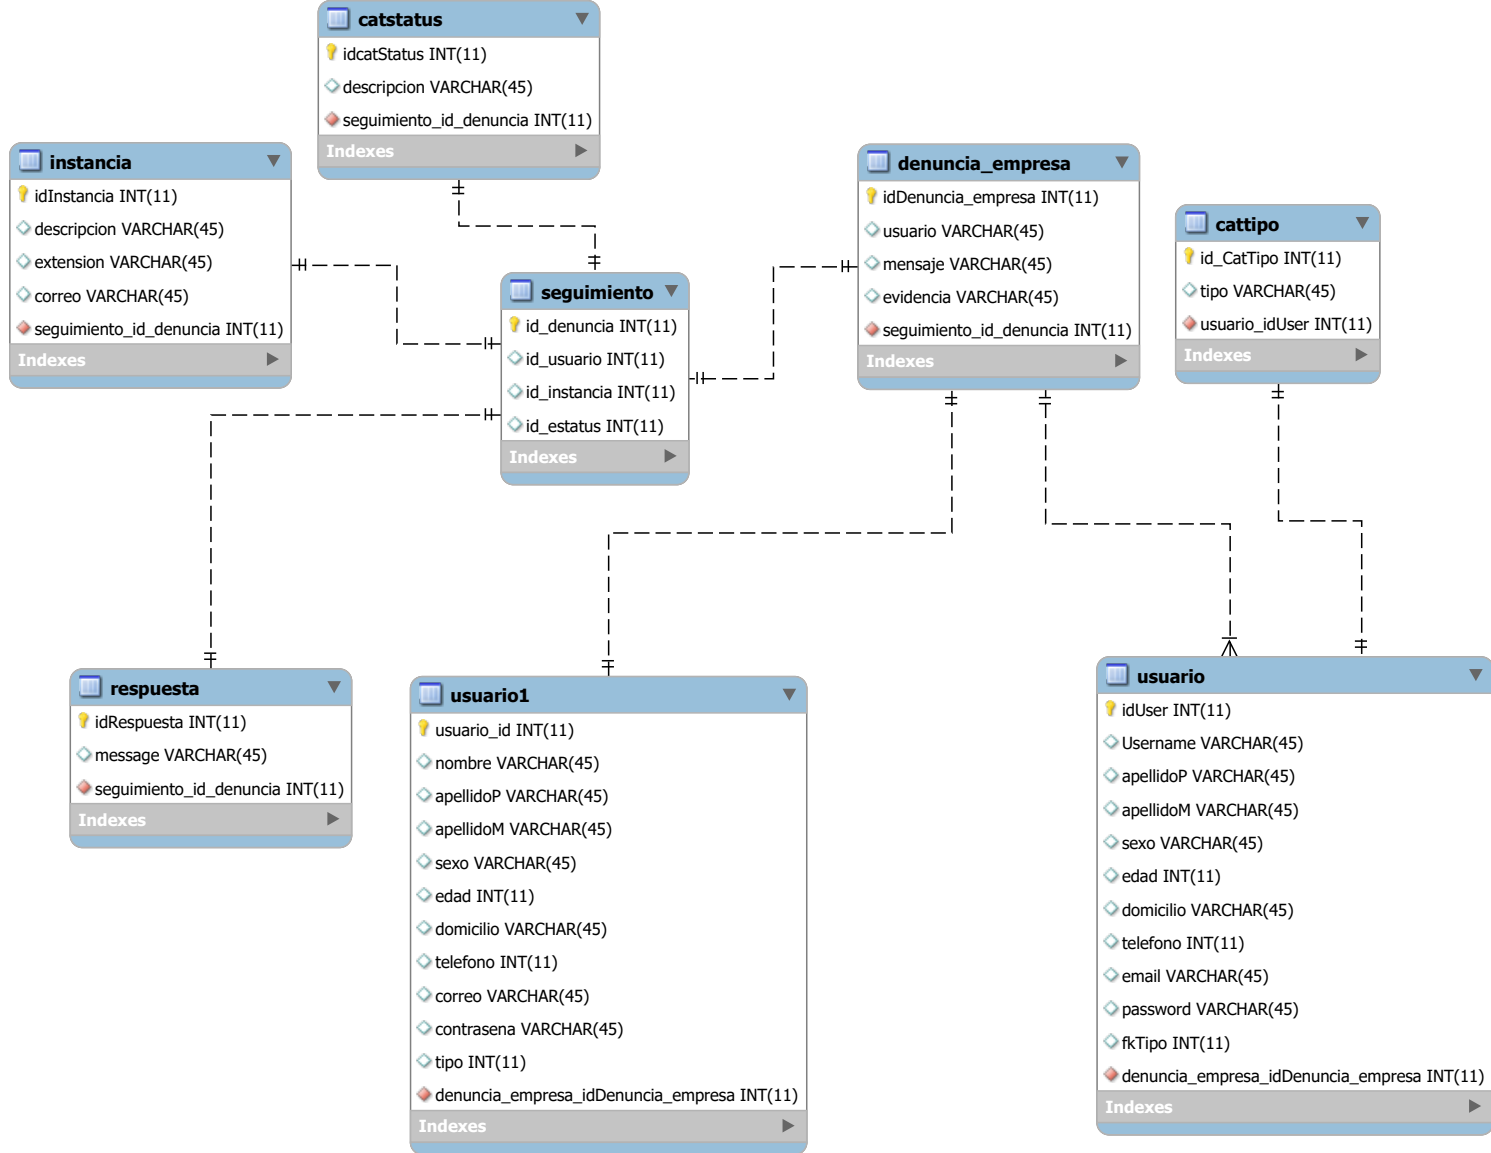 catstatus
idcatStatus INT(11)
descripcion VARCHAR(45)
seguimiento_id_denuncia INT(11)
Indexes
instancia
idInstancia INT(11)
descripcion VARCHAR(45)
extension VARCHAR(45)
correo VARCHAR(45)
seguimiento_id_denuncia INT(11)
Indexes
denuncia_empresa
idDenuncia_empresa INT(11)
usuario VARCHAR(45)
mensaje VARCHAR(45)
evidencia VARCHAR(45)
seguimiento_id_denuncia INT(11)
Indexes
cattipo
id_CatTipo INT(11)
tipo VARCHAR(45)
usuario_idUser INT(11)
Indexes
seguimiento
id_denuncia INT(11)
id_usuario INT(11)
id_instancia INT(11)
id_estatus INT(11)
Indexes
respuesta
idRespuesta INT(11)
message VARCHAR(45)
seguimiento_id_denuncia INT(11)
Indexes
usuario1
usuario_id INT(11)
nombre VARCHAR(45)
apellidoP VARCHAR(45)
apellidoM VARCHAR(45)
sexo VARCHAR(45)
edad INT(11)
domicilio VARCHAR(45)
telefono INT(11)
correo VARCHAR(45)
contrasena VARCHAR(45)
tipo INT(11)
denuncia_empresa_idDenuncia_empresa INT(11)
Indexes
usuario
idUser INT(11)
Username VARCHAR(45)
apellidoP VARCHAR(45)
apellidoM VARCHAR(45)
sexo VARCHAR(45)
edad INT(11)
domicilio VARCHAR(45)
telefono INT(11)
email VARCHAR(45)
password VARCHAR(45)
fkTipo INT(11)
denuncia_empresa_idDenuncia_empresa INT(11)
Indexes